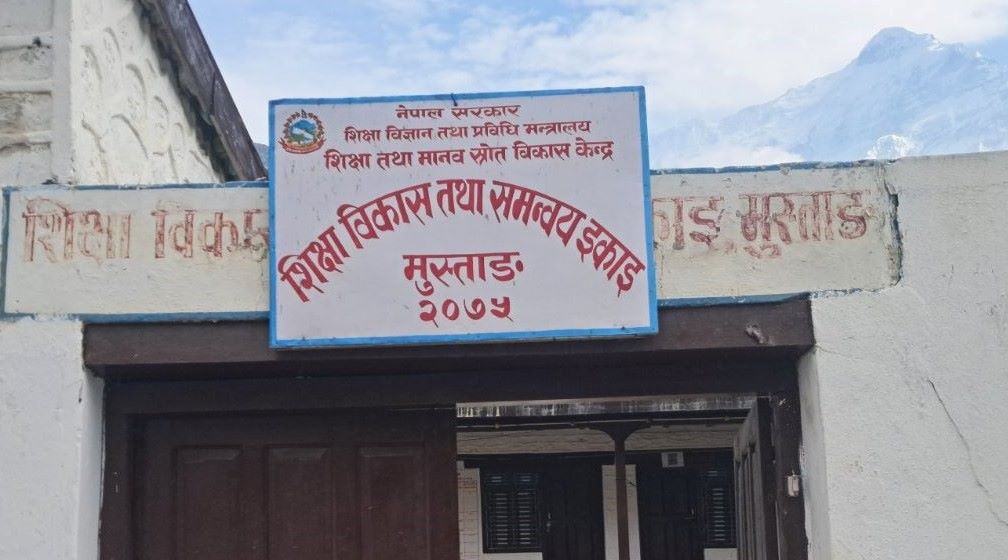 नेपाल सरकार
शिक्षा विज्ञान तथा प्रविधि मन्त्रालय
शिक्षा तथा मानव स्रोत विकास केन्द्र
शिक्षा विकास तथा समन्वय इकाइ
मुस्ताङ
२०७५
शिक्षा विक काइ मुस्ताङ